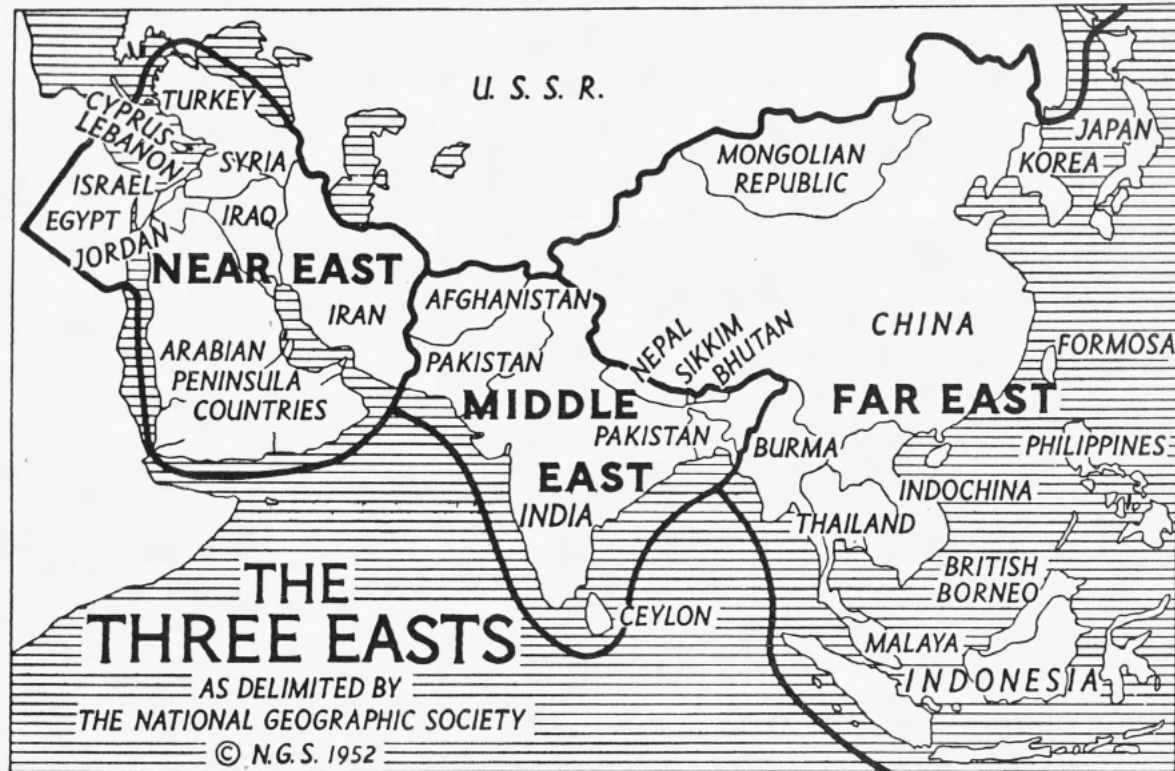 U. S. S. R.
TURKEY
CYPRUS
LEBANON
SYRIA
ISRAEL
EGYPT
JORDAN
IRAQ
NEAR EAST
IRAN
ARABIAN
PENINSULA
COUNTRIES
AFGHANISTAN
PAKISTAN
NEPAL
SIKKIM
BHUTAN
MIDDLE
EAST
PAKISTAN
INDIA
CEYLON
MONGOLIAN
REPUBLIC
JAPAN
KOREA
CHINA
FORMOSA
FAR EAST
BURMA
PHILIPPINES
INDOCHINA
THAILAND
BRITISH
BORNEO
MALAYA
INDONESIA
THE
THREE EASTS
AS DELIMITED BY
THE NATIONAL GEOGRAPHIC SOCIETY
© N.G.S. 1952